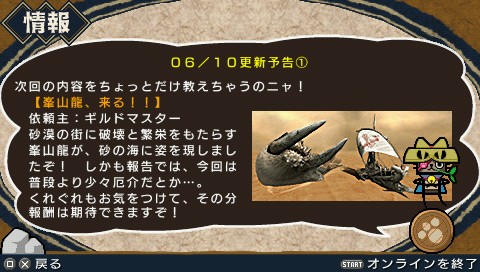 情報
06／10更新予告①
次回の内容をちょっとだけ教えちゃうのニャ！
【峯山龍、来る！！】
依頼主：ギルドマスター
砂漠の街に破壊と繁栄をもたらす
峯山龍が、砂の海に姿を現しまし
たぞ！　しかも報告では、今回は
普段より少々厄介だとか…。
くれぐれもお気をつけて、その分
報酬は期待できますぞ！
□ × 戻る
START オンラインを終了